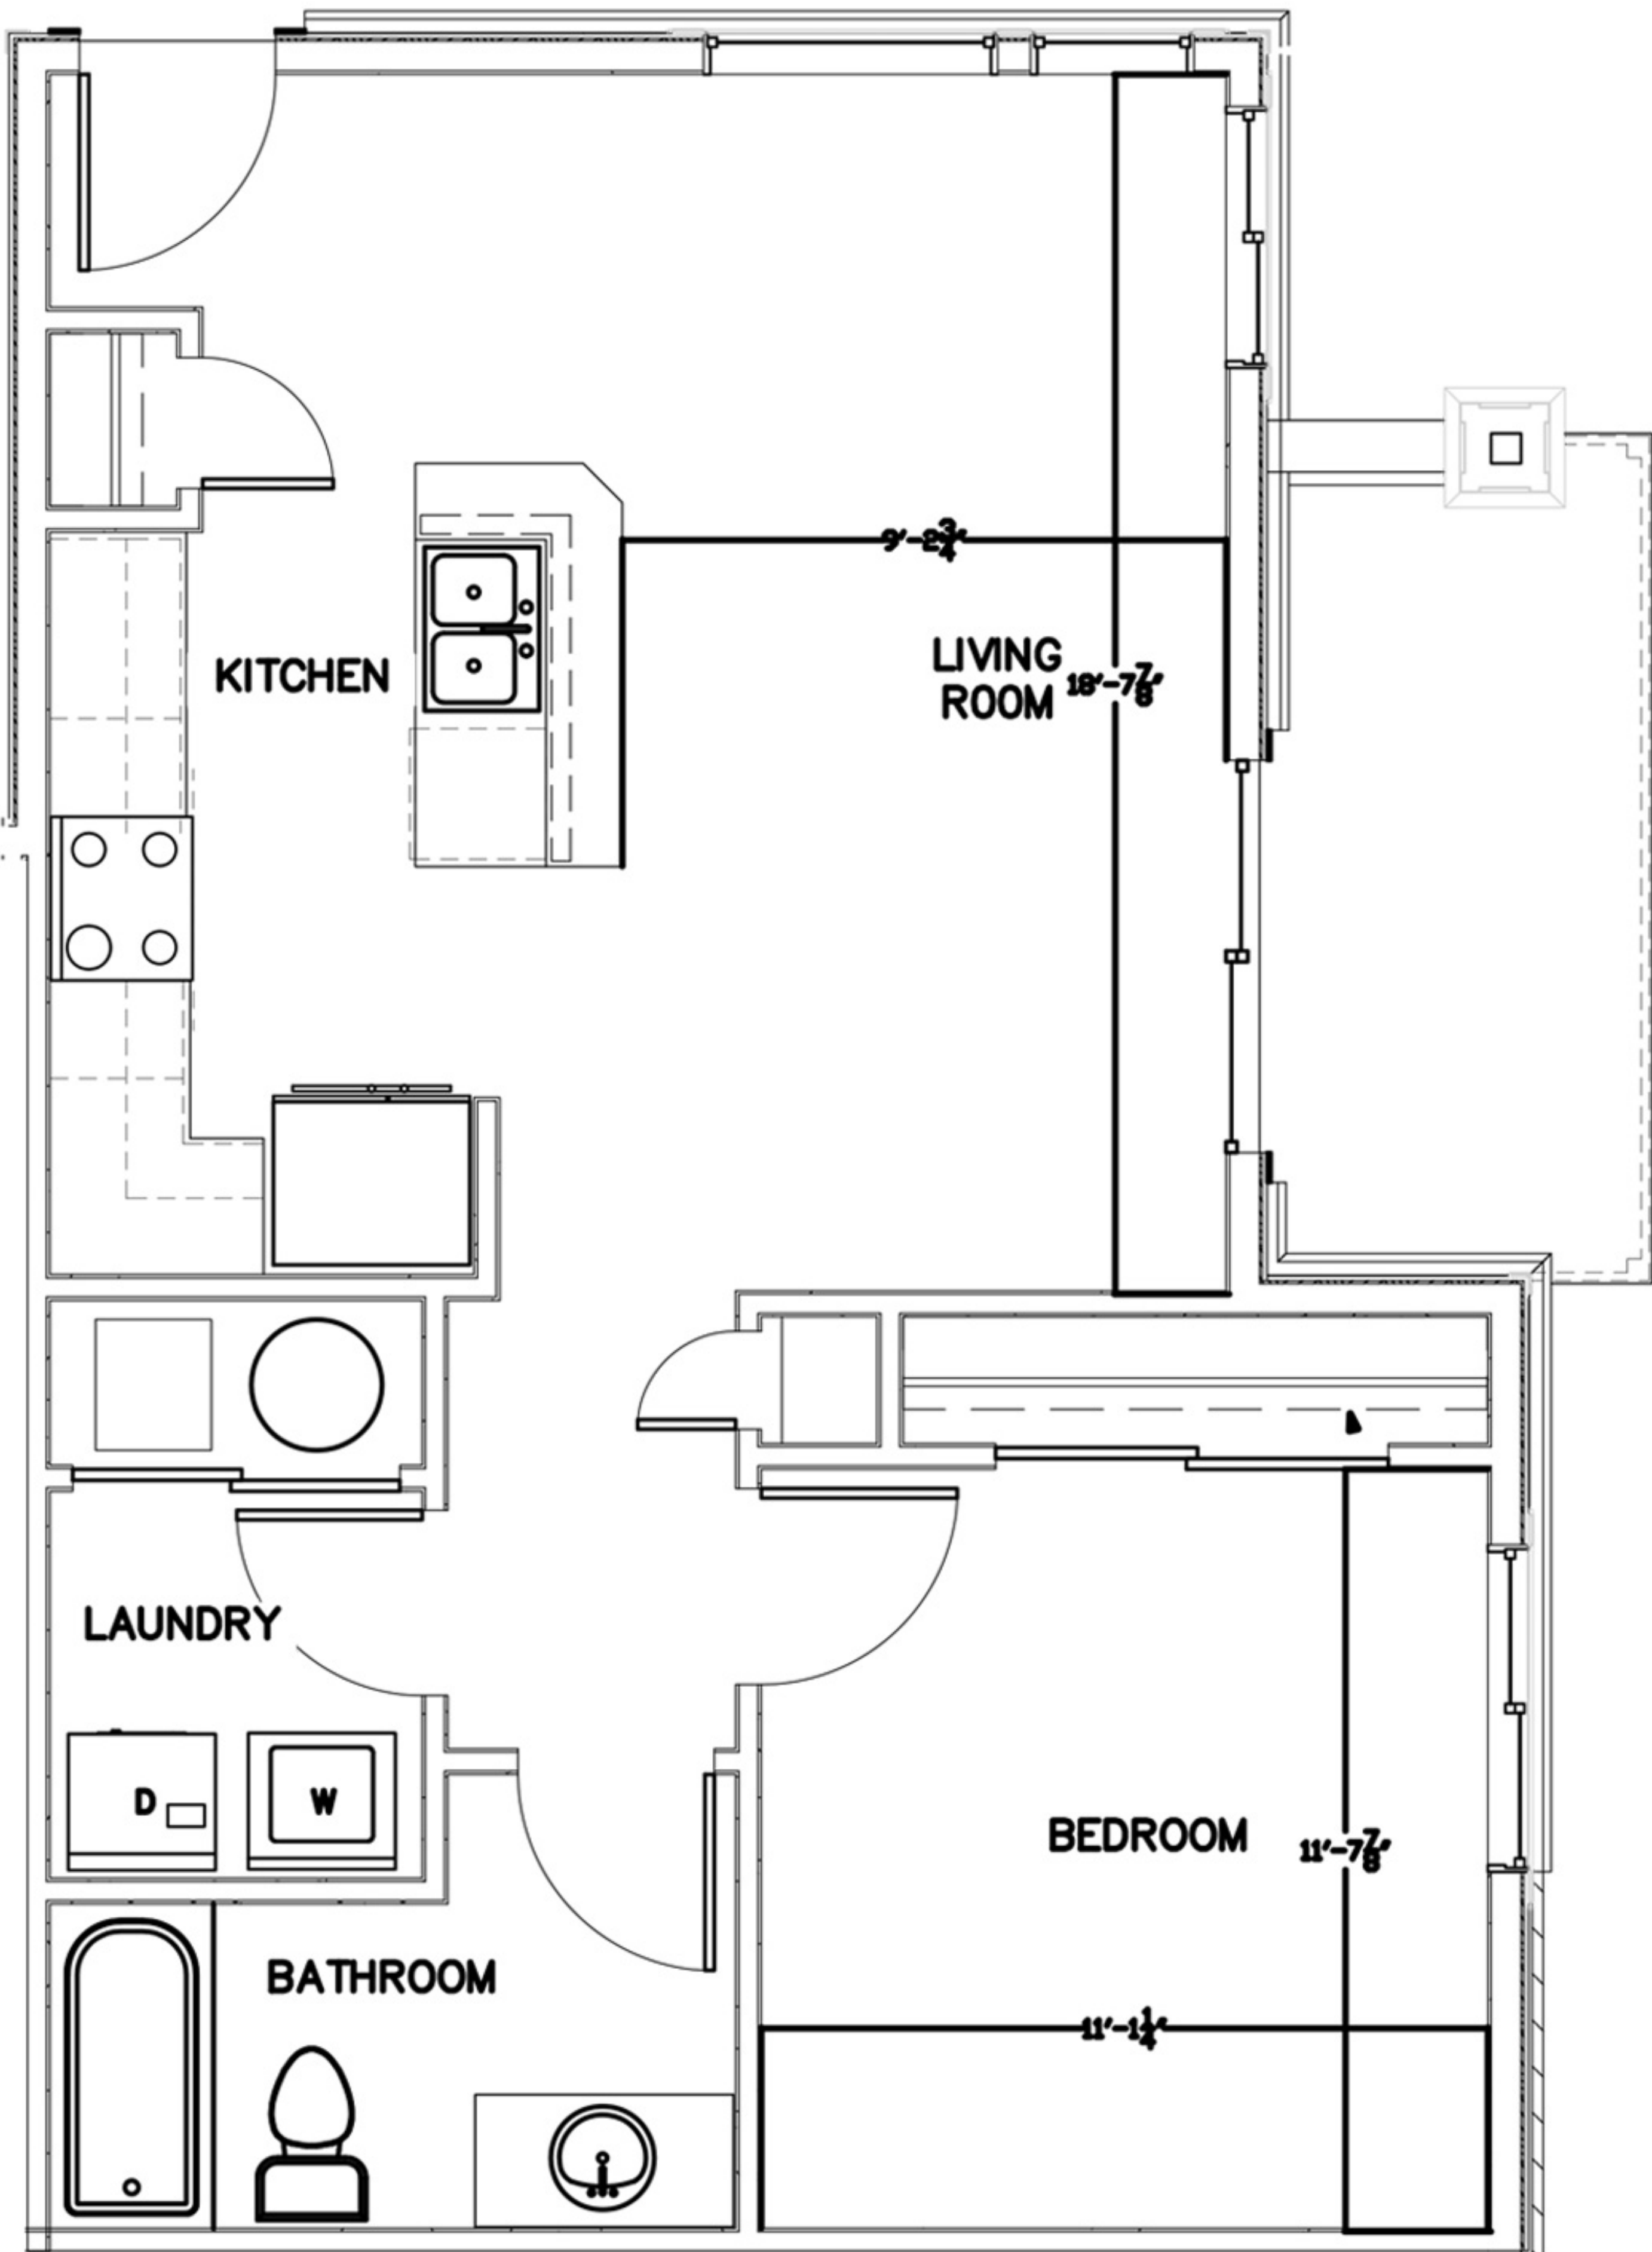 9'-2¾"
KITCHEN
LIVING
ROOM
18'-7⅞"
LAUNDRY
D
W
BEDROOM
11'-7⅞"
BATHROOM
11'-1¼"